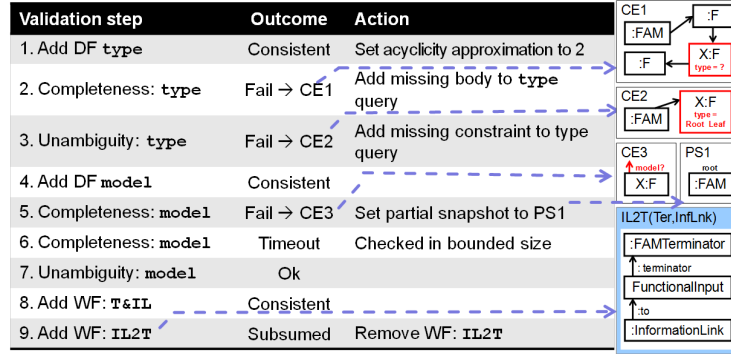 Validation step Outcome Action
1. Add DF type Consistent Set acyclicity approximation to 2
2. Completeness: type Fail → CE1 Add missing body to type
query
3. Unambiguity: type Fail → CE2 Add missing constraint to type
query
4. Add DF model Consistent
5. Completeness: model Fail → CE3 Set partial snapshot to PS1
6. Completeness: model Timeout Checked in bounded size
7. Unambiguity: model Ok
8. Add WF: T&IL Consistent
9. Add WF: IL2T Subsumed Remove WF: IL2T
CE1
:F
:FAM
:F
X:F
type = ?
CE2
:FAM
X:F
type =
Root Leaf
CE3
model?
X:F
PS1
root
:FAM
IL2T(Ter,InfLnk)
:FAMTerminator
: terminator
FunctionalInput
:to
:InformationLink